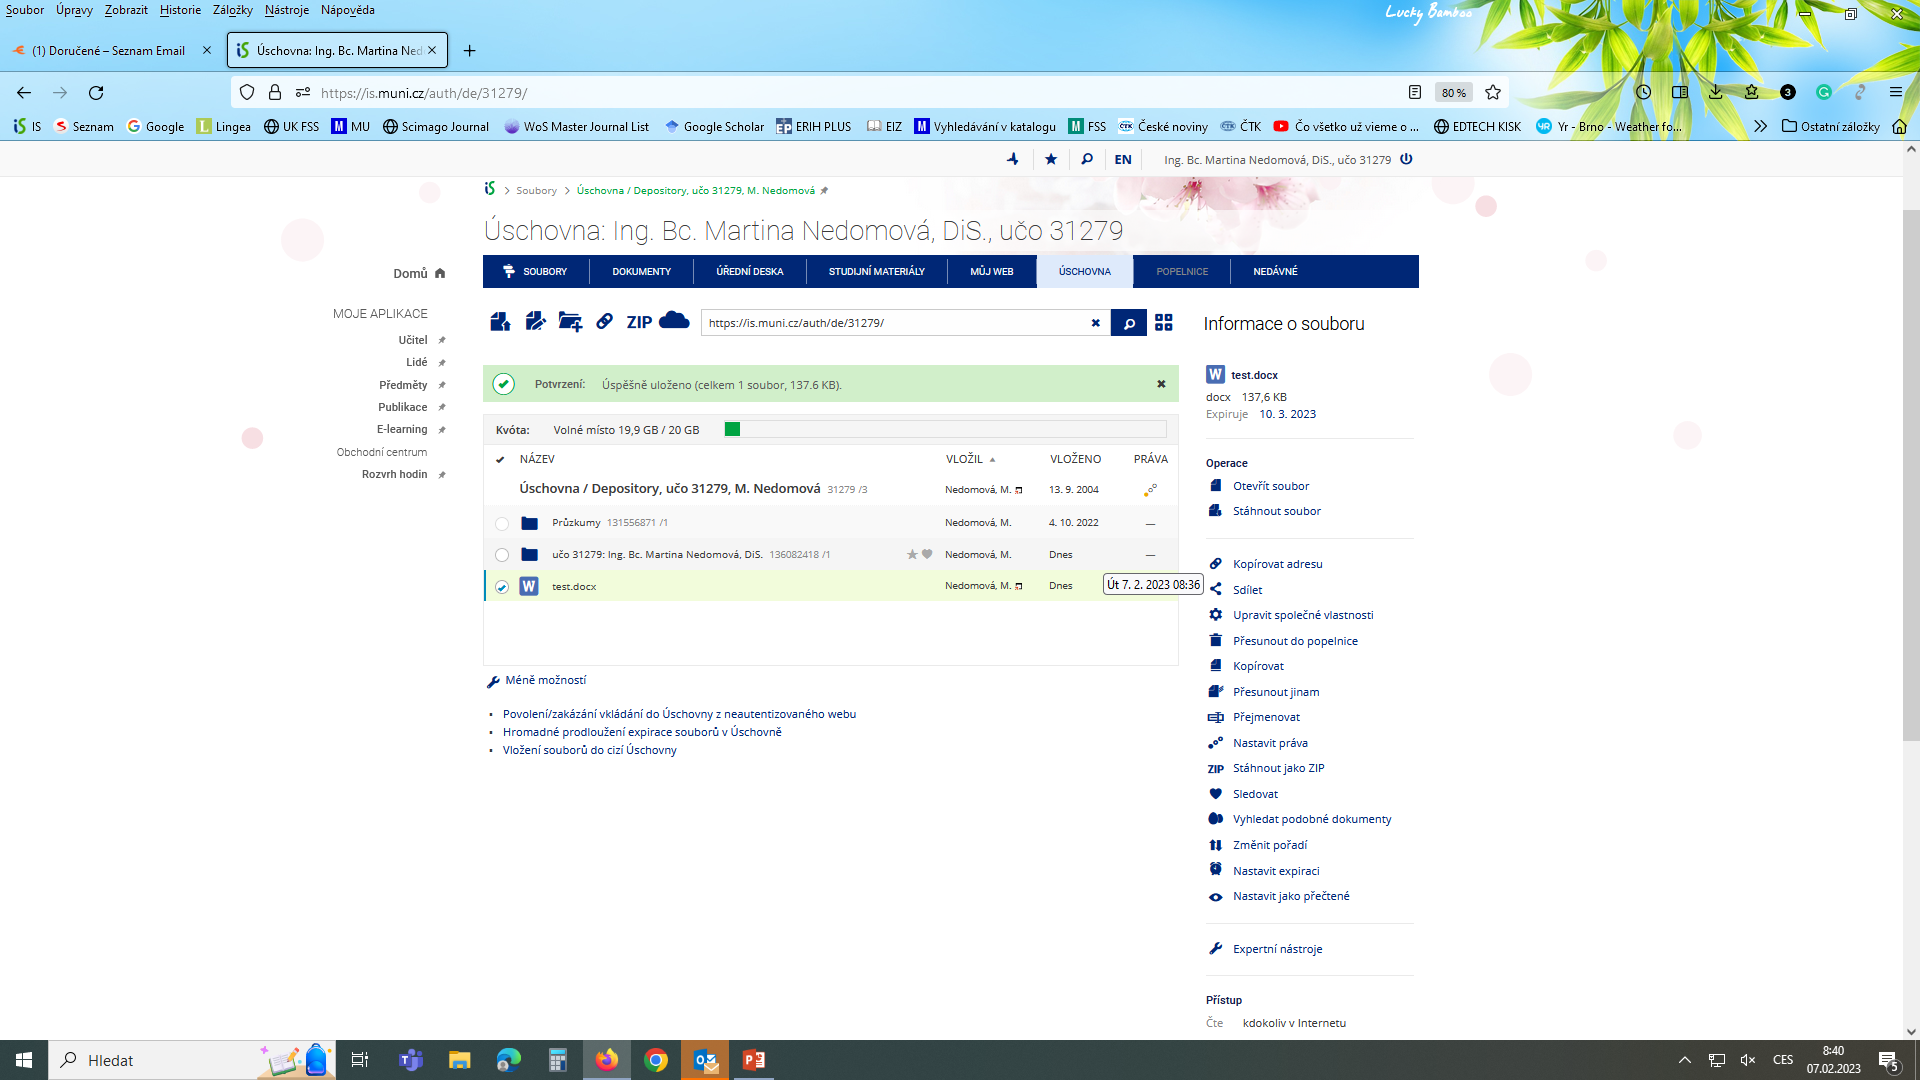 Soubor Úpravy Zobrazit Historie Záložky Nástroje Nápověda
Lucky Bamboo
(1) Doručené – Seznam Email
Úschovna: Ing. Bc. Martina Ned
https://is.muni.cz/auth/de/31279/
80 %
3
IS Seznam Google Lingea UK FSS MU Scimago Journal WoS Master Journal List Google Scholar ERIH PLUS EIZ Vyhledávání v katalogu FSS České noviny ČTK Čo všetko už vieme o ... EDTECH KISK Yr - Brno - Weather fo... Ostatní záložky
EN Ing. Bc. Martina Nedomová, DiS., učo 31279
Soubory Úschovna / Depository, učo 31279, M. Nedomová
Úschovna: Ing. Bc. Martina Nedomová, DiS., učo 31279
SOUBORY DOKUMENTY ÚŘEDNÍ DESKA STUDIJNÍ MATERIÁLY MŮJ WEB ÚSCHOVNA POPELNICE NEDÁVNÉ
Domů
MOJE APLIKACE
Učitel
Lidé
Předměty
Publikace
E-learning
Obchodní centrum
Rozvrh hodin
ZIP https://is.muni.cz/auth/de/31279/
Potvrzení: Úspěšně uloženo (celkem 1 soubor, 137.6 KB).
Kvóta: Volné místo 19,9 GB / 20 GB
NÁZEV VLOŽIL VLOŽENO PRÁVA
Úschovna / Depository, učo 31279, M. Nedomová 31279 /3 Nedomová, M. 13. 9. 2004
Průzkumy 131556871 /1 Nedomová, M. 4. 10. 2022 —
učo 31279: Ing. Bc. Martina Nedomová, DiS. 136082418 /1 Nedomová, M. Dnes —
test.docx Nedomová, M. Dnes
Út 7. 2. 2023 08:36
Méně možností
Povolení/zakázání vkládání do Úschovny z neautentizovaného webu
Hromadné prodloužení expirace souborů v Úschovně
Vložení souborů do cizí Úschovny
Informace o souboru
test.docx
docx 137,6 KB
Expiruje 10. 3. 2023
Operace
Otevřít soubor
Stáhnout soubor
Kopírovat adresu
Sdílet
Upravit společné vlastnosti
Přesunout do popelnice
Kopírovat
Přesunout jinam
Přejmenovat
Nastavit práva
ZIP Stáhnout jako ZIP
Sledovat
Vyhledat podobné dokumenty
Změnit pořadí
Nastavit expiraci
Nastavit jako přečtené
Expertní nástroje
Přístup
Čte kdokoliv v Internetu
Hledat
CES
8:40
07.02.2023
5